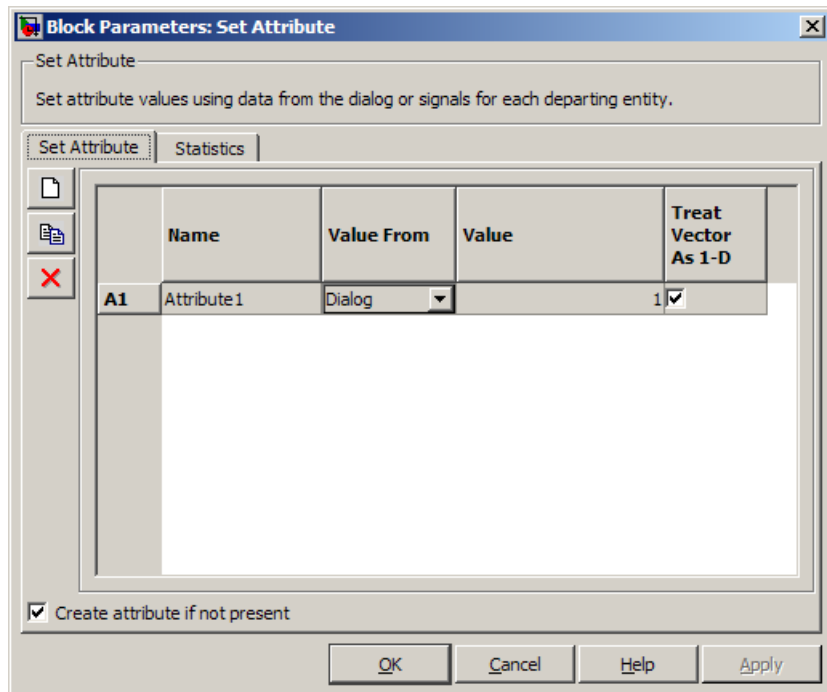 Block Parameters: Set Attribute
Set Attribute
Set attribute values using data from the dialog or signals for each departing entity.
Set Attribute Statistics
Name Value From Value Treat Vector As 1-D
A1 Attribute1 Dialog 1
Create attribute if not present
OK Cancel Help Apply